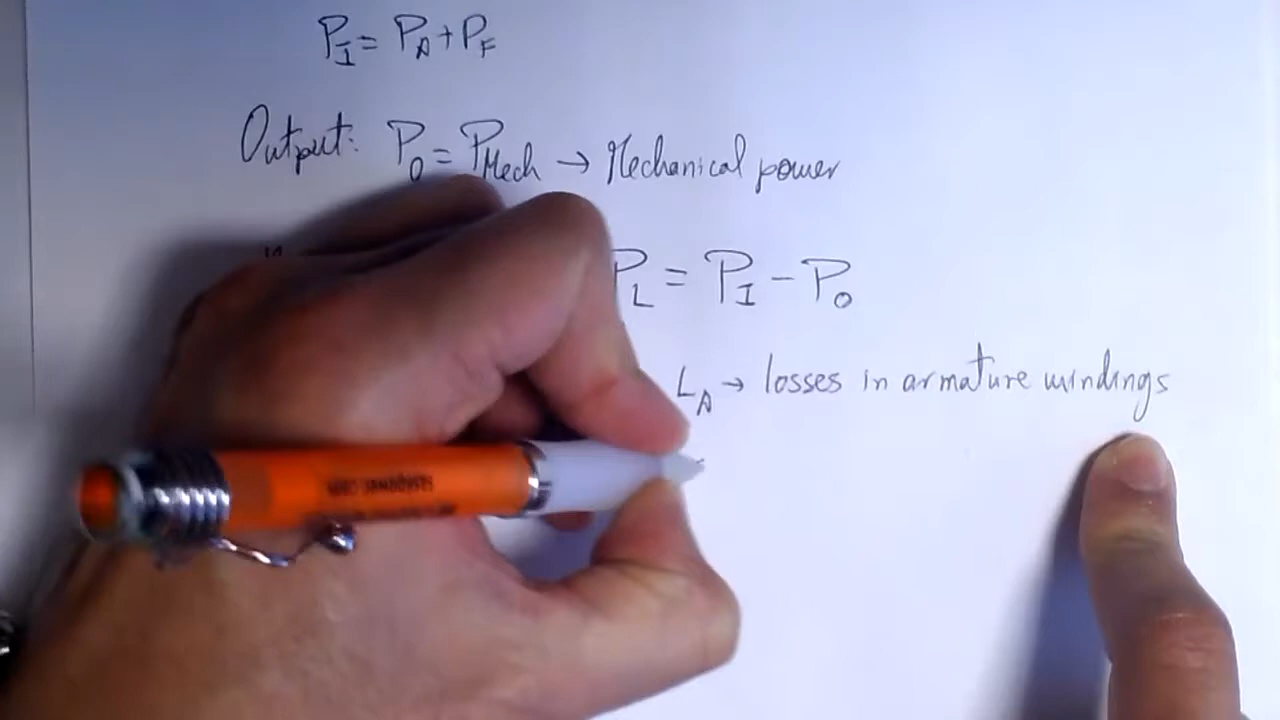 P_I = P_A + P_F
Output: P_O = P_Mech → Mechanical power
P_L = P_I - P_O
L_A → losses in armature windings